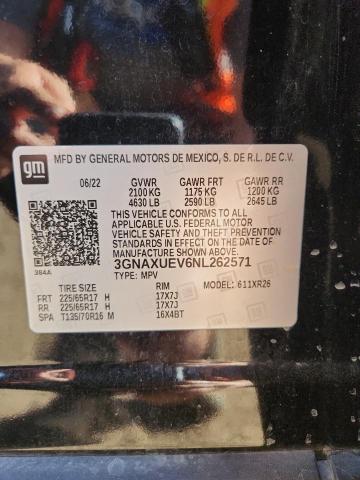 gm
MFD BY GENERAL MOTORS DE MEXICO, S. DE R.L. DE C.V.
06/22 GVWR GAWR FRT GAWR RR
2100 KG 1175 KG 1200 KG
4630 LB 2590 LB 2645 LB
THIS VEHICLE CONFORMS TO ALL
APPLICABLE U.S. FEDERAL MOTOR
VEHICLE SAFETY, BUMPER, AND THEFT
PREVENTION STANDARDS IN EFFECT
ON THE DATE OF
MANUFACTURE SHOWN ABOVE.
3GNAXUEV6NL262571
384A TYPE: MPV MODEL: 611XR26
TIRE SIZE RIM
FRT 225/65R17 H 17X7J
RR 225/65R17 H 17X7J
SPA T135/70R16 M 16X4BT